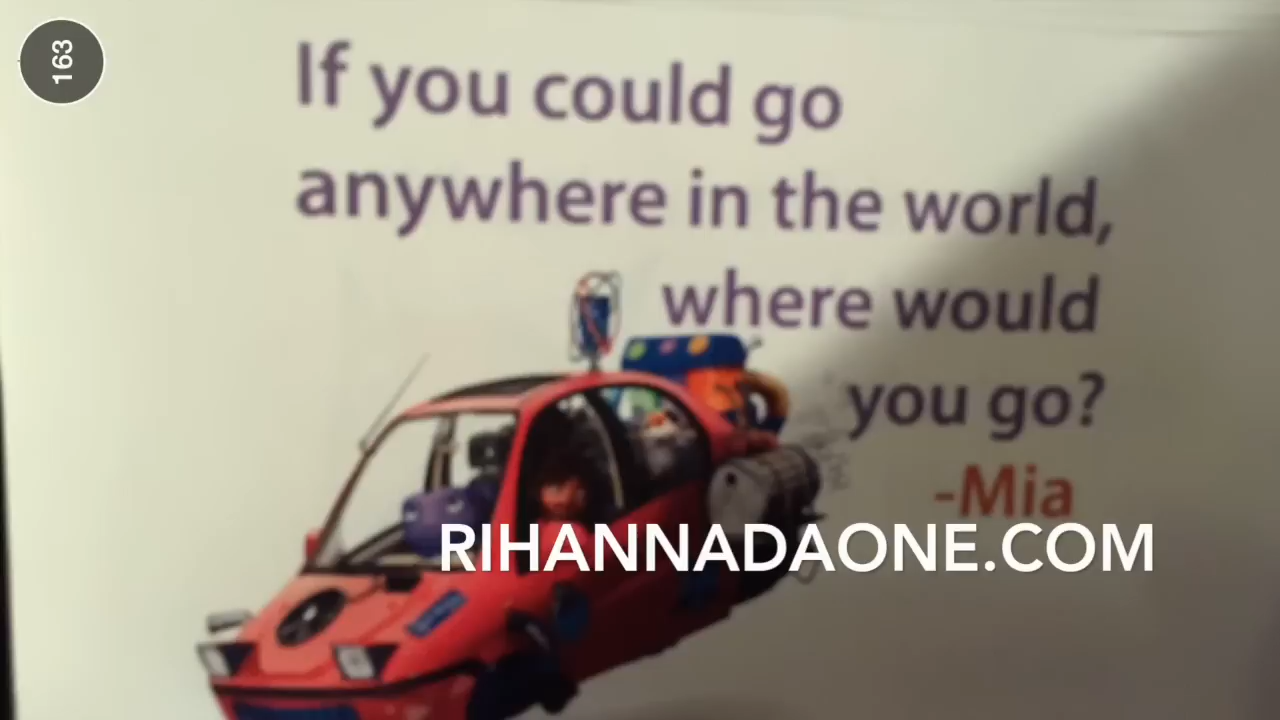 163
If you could go
anywhere in the world,
where would
you go?
-Mia
RIHANNADAONE.COM